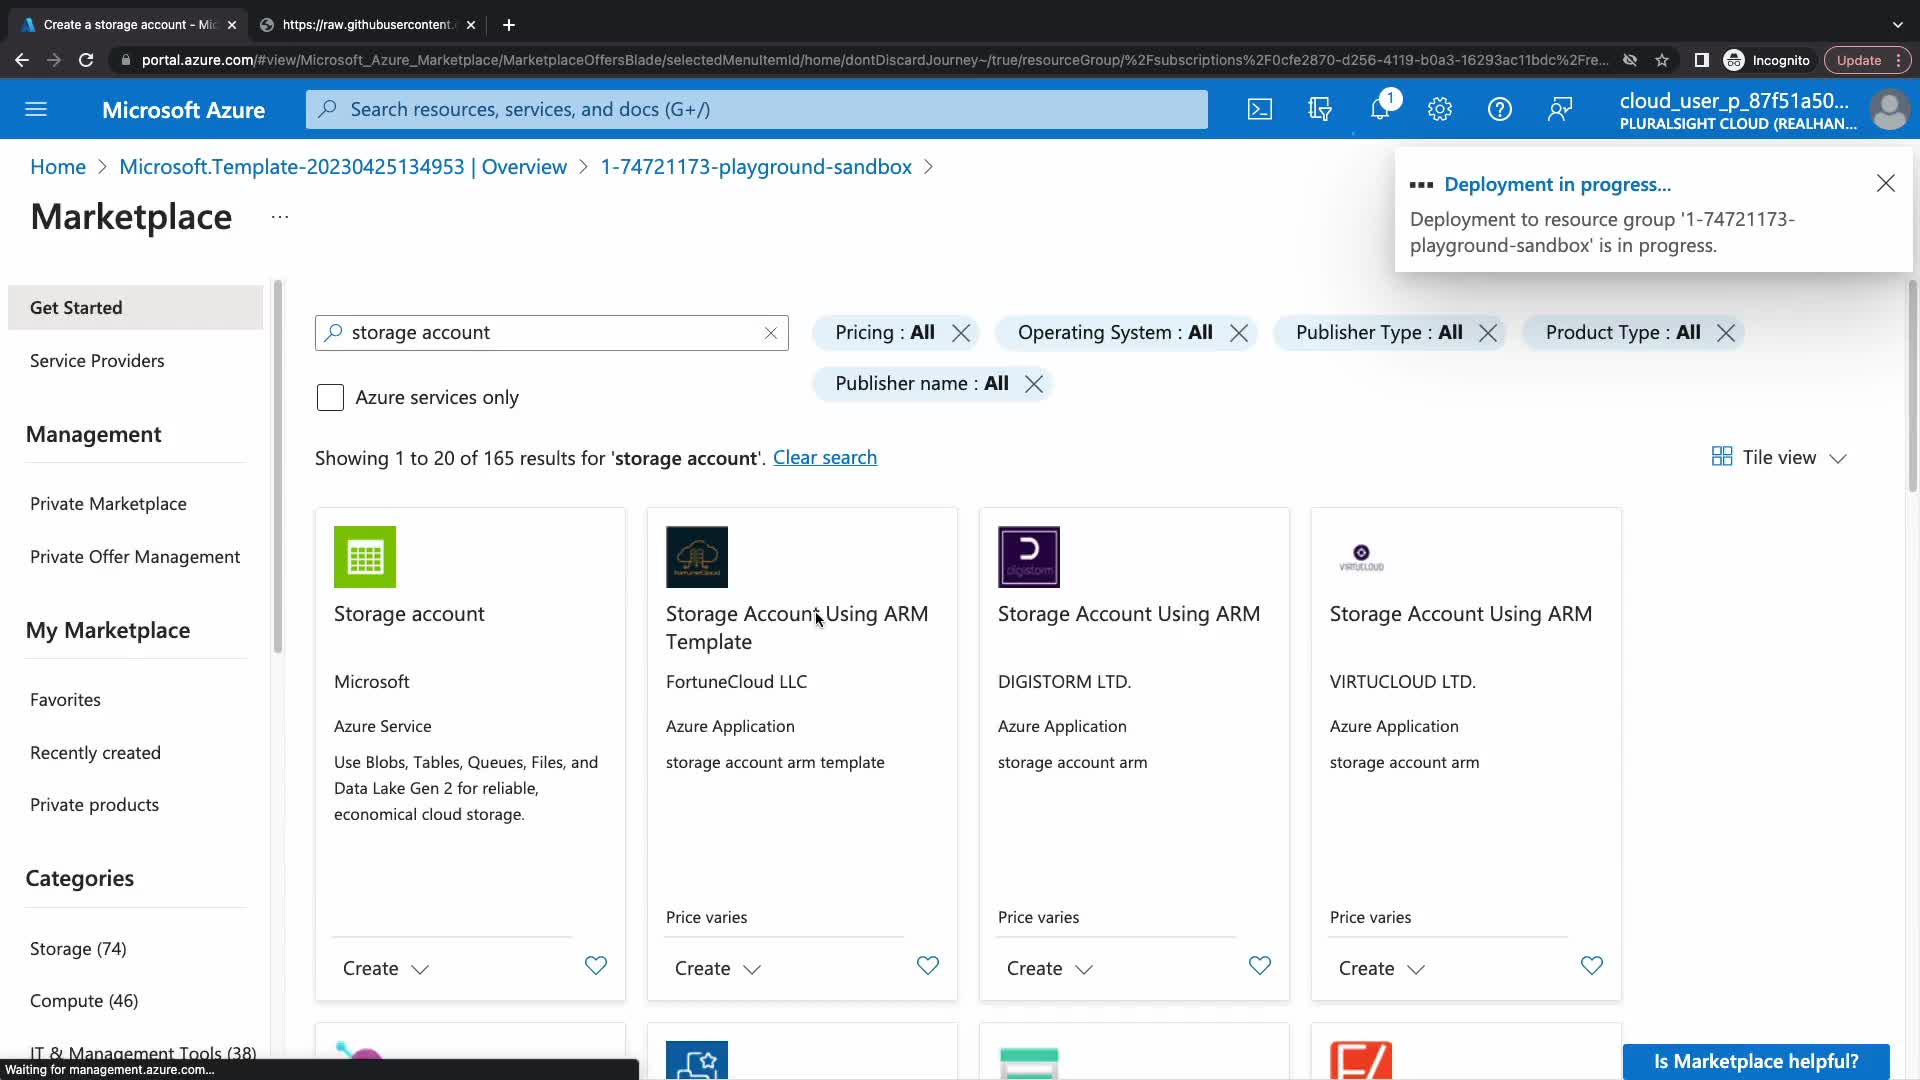 Create a storage account - Mic
https://raw.githubusercontent.
portal.azure.com/#view/Microsoft_Azure_Marketplace/MarketplaceOffersBlade/selectedMenuItemId/home/dontDiscardJourney~/true/resourceGroup/%2Fsubscriptions%2F0cfe2870-d256-4119-b0a3-16293ac11bdc%2Fre...
Incognito
Update
Microsoft Azure
Search resources, services, and docs (G+/)
1
cloud_user_p_87f51a50...
PLURALSIGHT CLOUD (REALHAN...
Home > Microsoft.Template-20230425134953 | Overview > 1-74721173-playground-sandbox >
Marketplace ...
Deployment in progress...
Deployment to resource group '1-74721173-
playground-sandbox' is in progress.
Get Started
Service Providers
Management
Private Marketplace
Private Offer Management
My Marketplace
Favorites
Recently created
Private products
Categories
Storage (74)
Compute (46)
IT & Management Tools (38)
storage account
Pricing : All
Operating System : All
Publisher Type : All
Product Type : All
Publisher name : All
Azure services only
Showing 1 to 20 of 165 results for 'storage account'. Clear search
Tile view
Storage account
Microsoft
Azure Service
Use Blobs, Tables, Queues, Files, and
Data Lake Gen 2 for reliable,
economical cloud storage.
Create
FortuneCloud
Storage Account Using ARM
Template
FortuneCloud LLC
Azure Application
storage account arm template
Price varies
Create
digistorm
Storage Account Using ARM
DIGISTORM LTD.
Azure Application
storage account arm
Price varies
Create
VIRTUCLOUD
Storage Account Using ARM
VIRTUCLOUD LTD.
Azure Application
storage account arm
Price varies
Create
Waiting for management.azure.com...
Is Marketplace helpful?